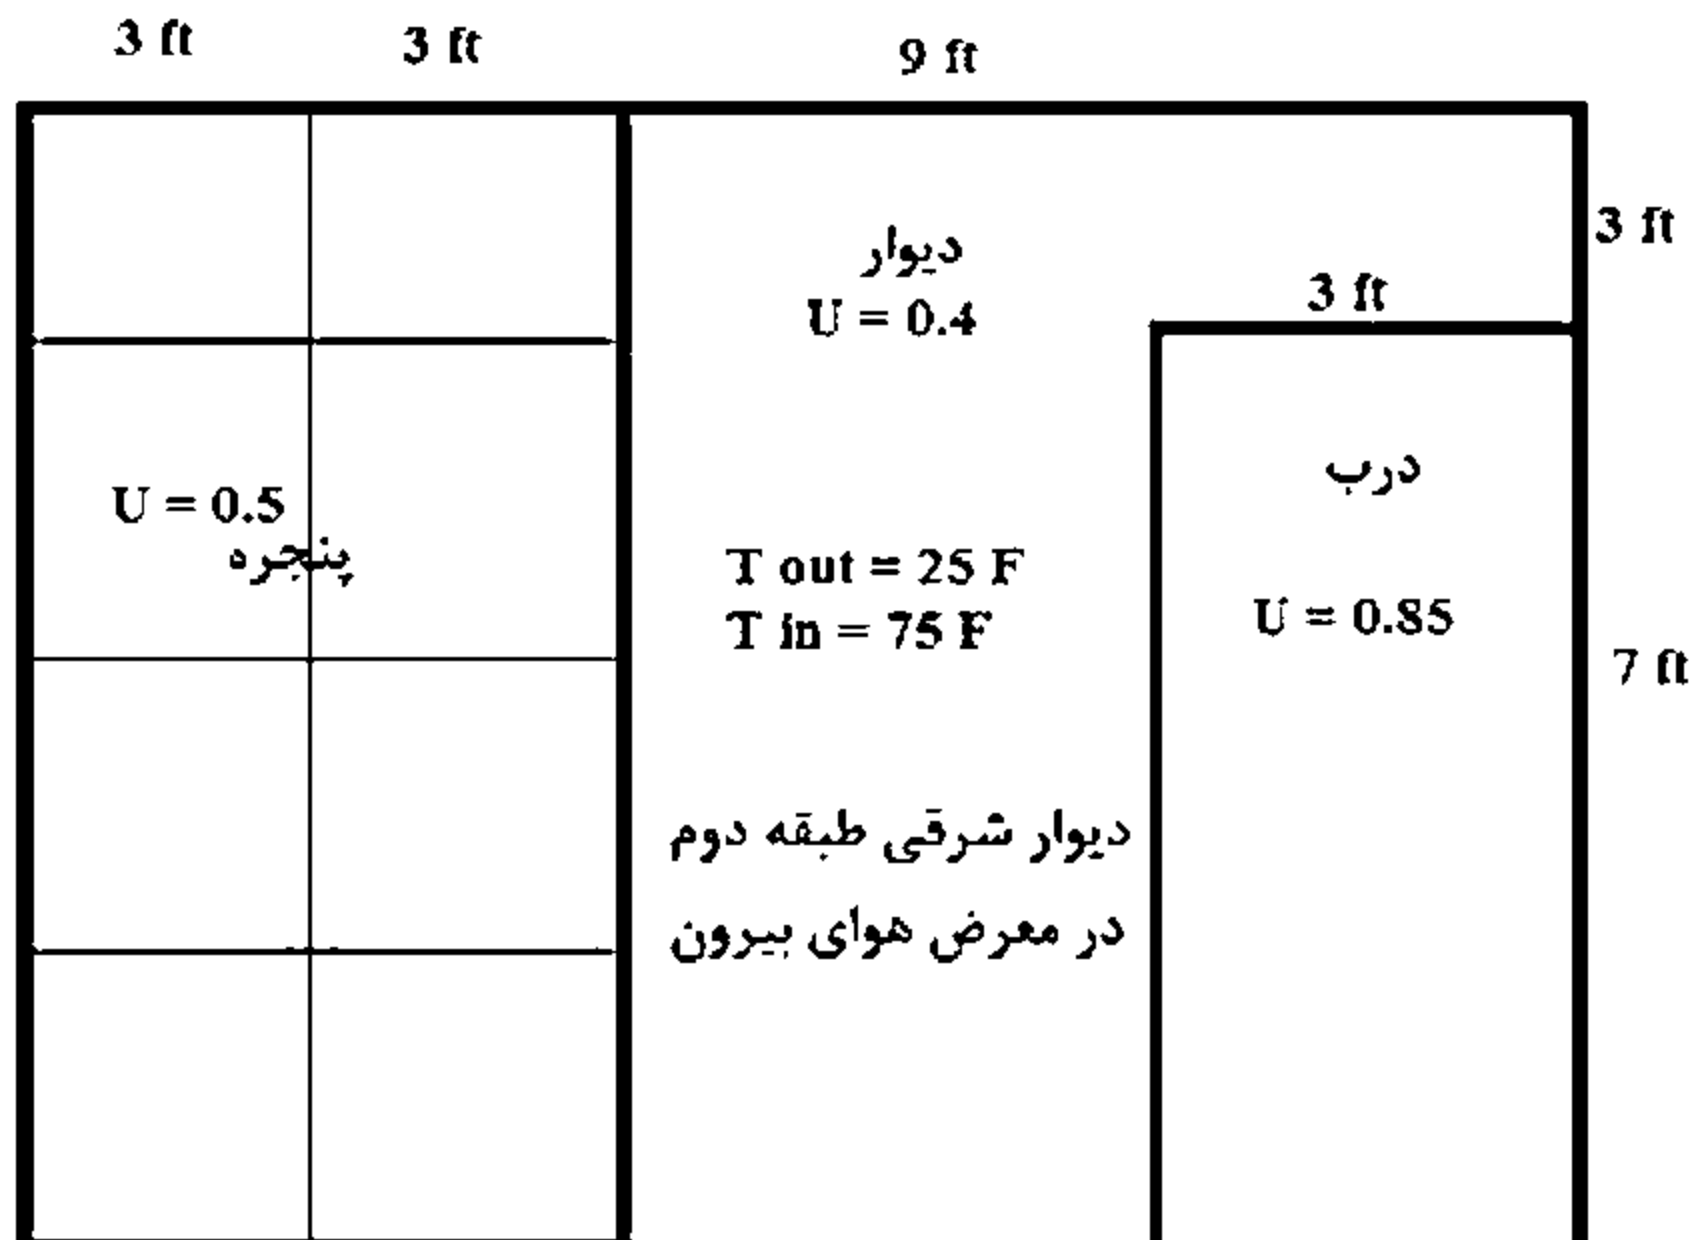 3 ft
3 ft
9 ft
3 ft
دیوار
U = 0.4
3 ft
درب
U = 0.5
پنجره
T out = 25 F
T in = 75 F
U = 0.85
7 ft
دیوار شرقی طبقه دوم
در معرض هوای بیرون